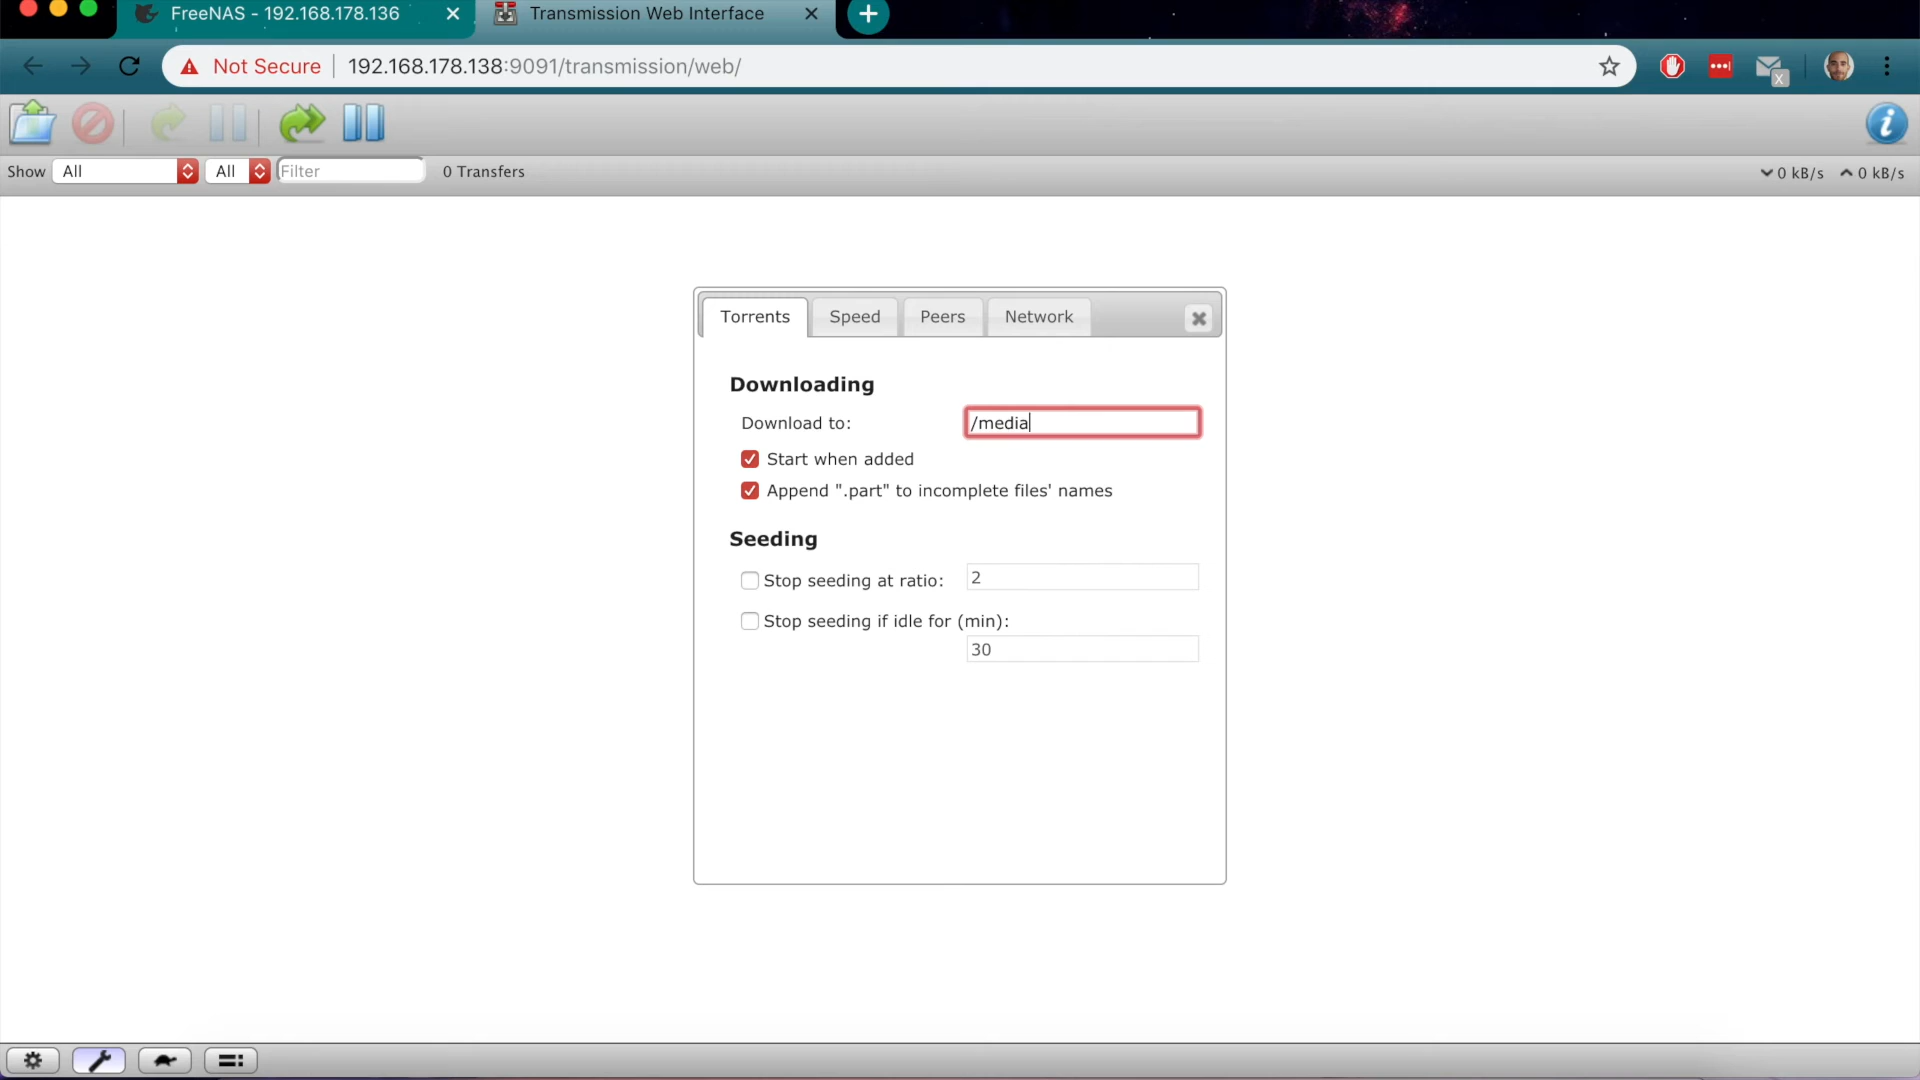 FreeNAS - 192.168.178.136
Transmission Web Interface
Not Secure
192.168.178.138:9091/transmission/web/
X
Show
All
All
Filter
0 Transfers
0 kB/s
0 kB/s
Torrents
Speed
Peers
Network
Downloading
Download to:
/media
Start when added
Append ".part" to incomplete files' names
Seeding
Stop seeding at ratio:
2
Stop seeding if idle for (min):
30